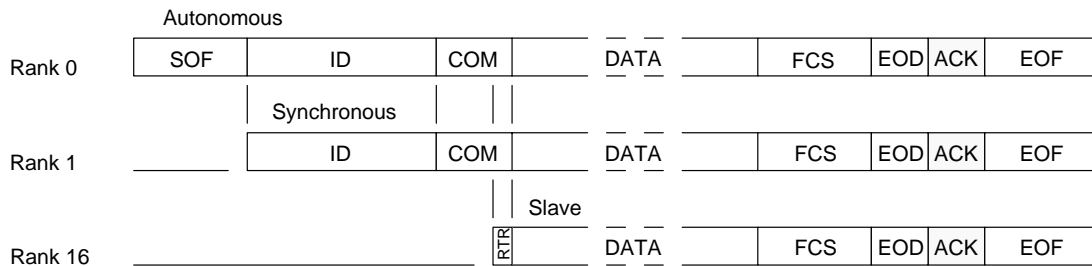 Autonomous
Rank 0 SOF ID COM DATA FCS EOD ACK EOF
Synchronous
Rank 1 ID COM DATA FCS EOD ACK EOF
Slave
Rank 16 RTR DATA FCS EOD ACK EOF